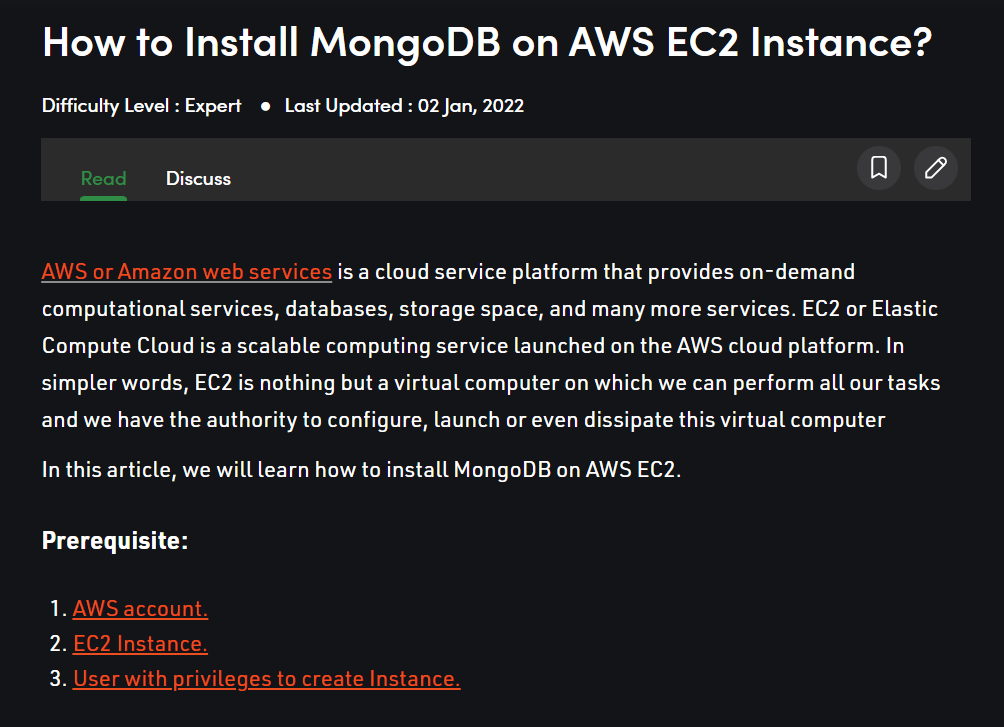 How to Install MongoDB on AWS EC2 Instance?
Difficulty Level : Expert ● Last Updated : 02 Jan, 2022
Read Discuss
AWS or Amazon web services is a cloud service platform that provides on-demand
computational services, databases, storage space, and many more services. EC2 or Elastic
Compute Cloud is a scalable computing service launched on the AWS cloud platform. In
simpler words, EC2 is nothing but a virtual computer on which we can perform all our tasks
and we have the authority to configure, launch or even dissipate this virtual computer
In this article, we will learn how to install MongoDB on AWS EC2.
Prerequisite:
1. AWS account.
2. EC2 Instance.
3. User with privileges to create Instance.